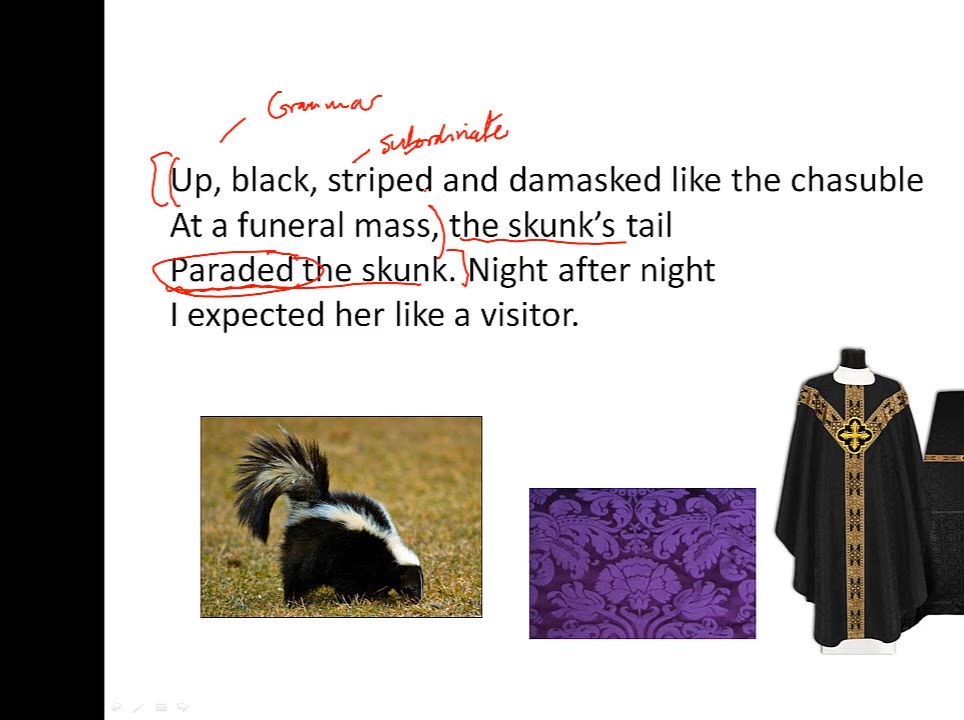 Grammar
subordinate
Up, black, striped and damasked like the chasuble
At a funeral mass, the skunk’s tail
Paraded the skunk. Night after night
I expected her like a visitor.